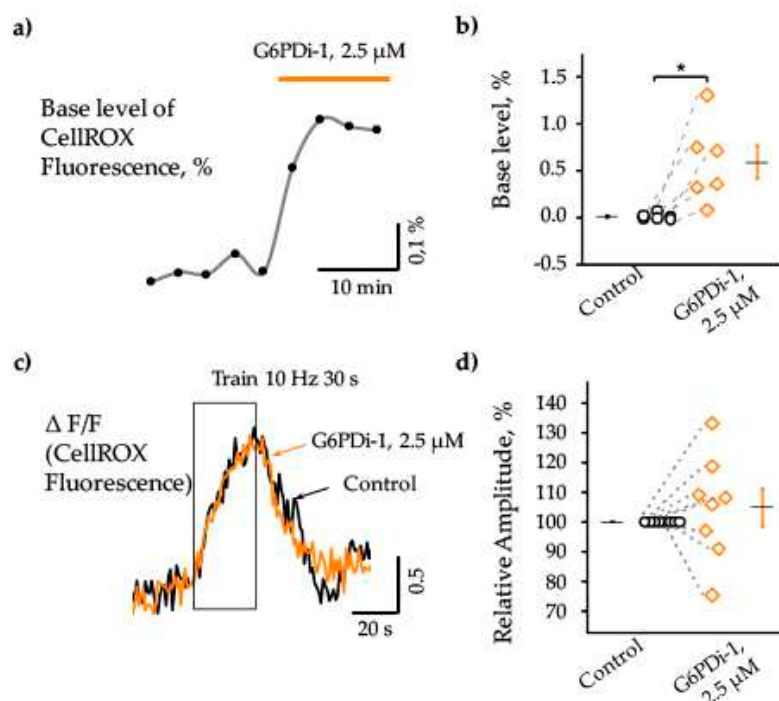 a)
G6PDi-1, 2.5 μM
Base level of
CellROX
Fluorescence, %
0,1 %
10 min
b)
Base level, %
1.5
1.0
0.5
0.0
-0.5
*
Control
G6PDi-1,
2.5 μM
c)
Train 10 Hz 30 s
Δ F/F
(CellROX
Fluorescence)
G6PDi-1, 2.5 μM
Control
0.5
20 s
d)
Relative Amplitude, %
140
130
120
110
100
90
80
70
Control
G6PDi-1,
2.5 μM